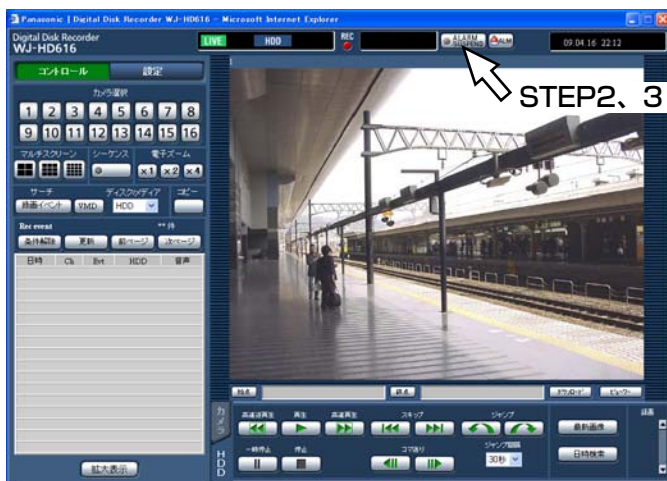 Panasonic | Digital Disk Recorder WJ-HD616 - Microsoft Internet Explorer
Digital Disk Recorder
WJ-HD616
LIVE HDD
REC
ALARM SUSPEND
ALM
09.04.16 22:12
STEP2、3
コントロール 設定
カメラ選択
1 2 3 4 5 6 7 8
9 10 11 12 13 14 15 16
マルチスクリーン シーケンス 電子ズーム
×1 ×2 ×4
サーチ ディスク/メディア コピー
録画イベント VMD HDD
Rec event ** 件
条件解除 更新 前ページ 次ページ
日時 Ch Evt HDD 音声
1
始点 終点 ダウンロード ビューワー
カメラ
HDD
高速逆再生 再生 高速再生 スキップ ジャンプ
最新画像
録画
一時停止 停止 コマ送り ジャンプ間隔
30秒
日時検索
拡大表示